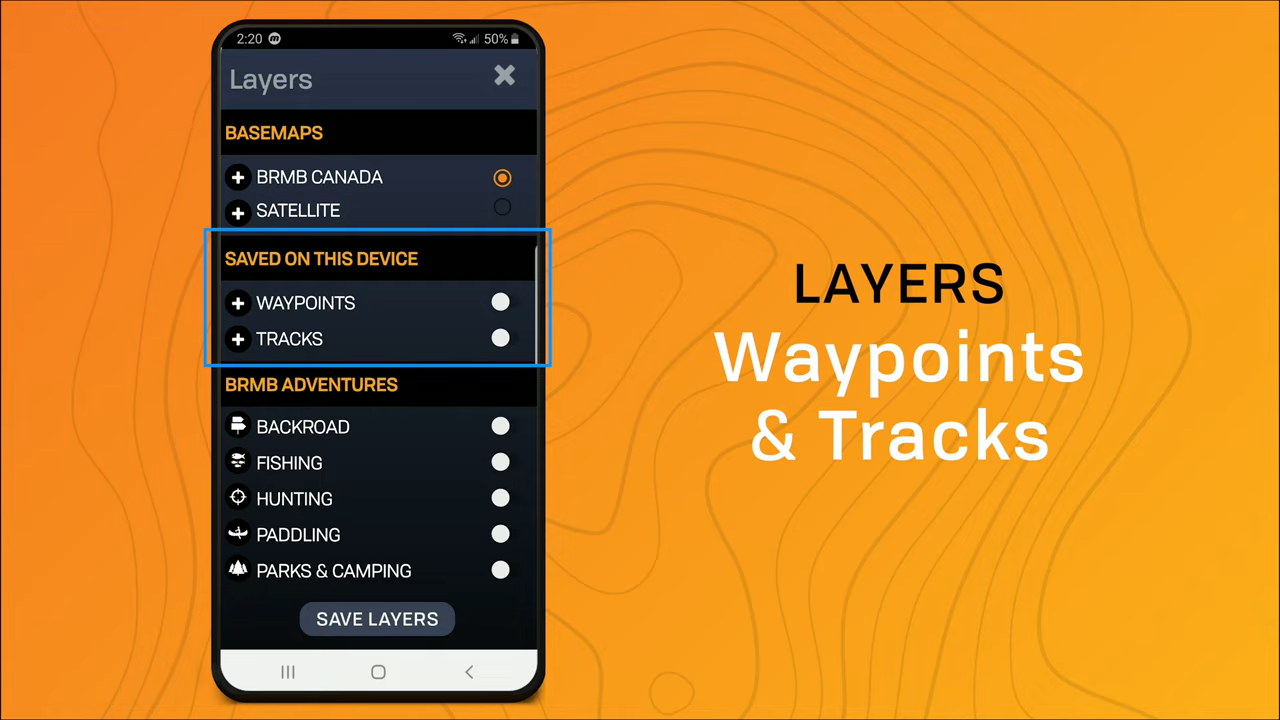 2:20
50%
Layers
BASEMAPS
BRMB CANADA
SATELLITE
SAVED ON THIS DEVICE
WAYPOINTS
TRACKS
BRMB ADVENTURES
BACKROAD
FISHING
HUNTING
PADDLING
PARKS & CAMPING
SAVE LAYERS
LAYERS
Waypoints
& Tracks